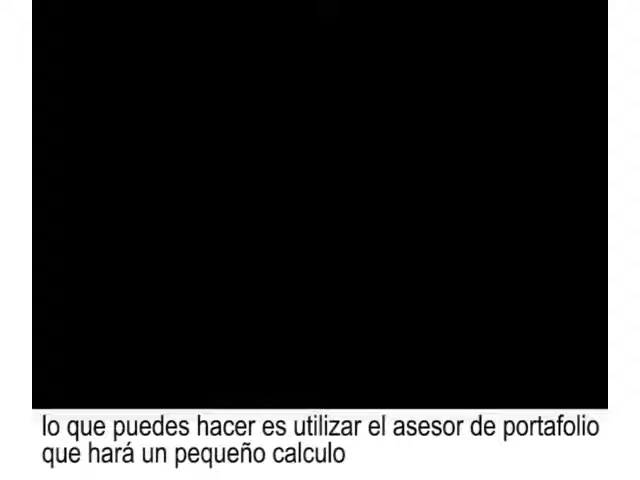 lo que puedes hacer es utilizar el asesor de portafolio
que hará un pequeño calculo